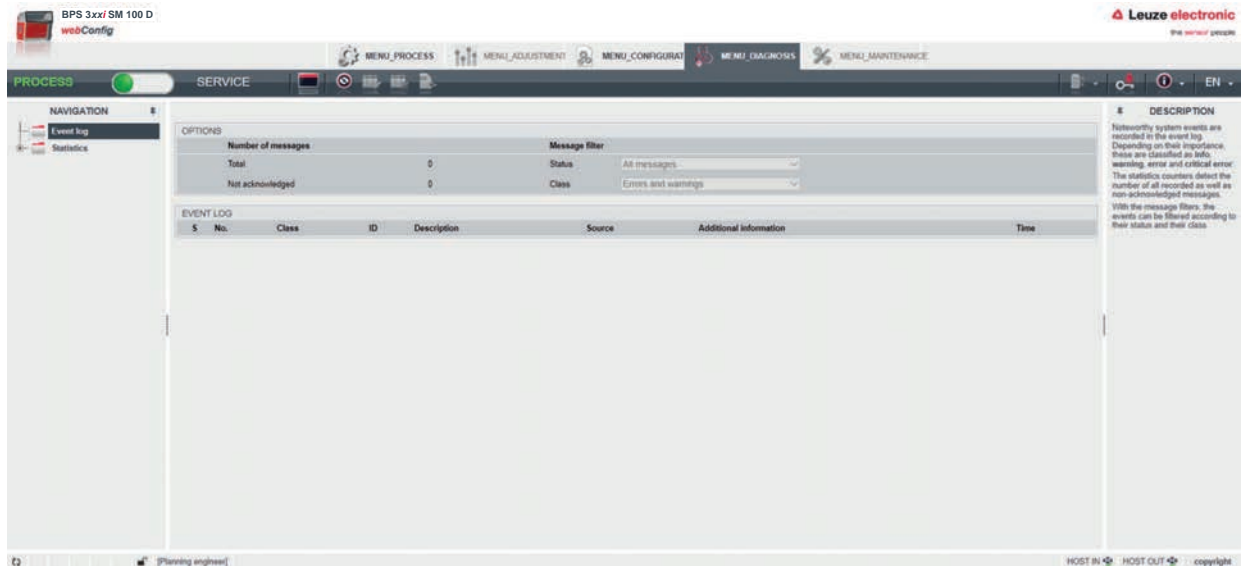 BPS 3xxi SM 100 D
webConfig
Leuze electronic
the sensor people
MENU_PROCESS
MENU_ADJUSTMENT
MENU_CONFIGURAT
MENU_DIAGNOSIS
MENU_MAINTENANCE
PROCESS
SERVICE
EN
NAVIGATION
Event log
Statistics
OPTIONS
Number of messages
Message filter
Total 0 Status All messages
Not acknowledged 0 Class Errors and warnings
EVENT LOG
S No. Class ID Description Source Additional information Time
DESCRIPTION
Noteworthy system events are
recorded in the event log.
Depending on their importance,
these are classified as info,
warning, error and critical error
The statistics counters detect the
number of all recorded as well as
non-acknowledged messages.
With the message filters, the
events can be filtered according to
their status and their class
[Planning engineer]
HOST IN HOST OUT copyright